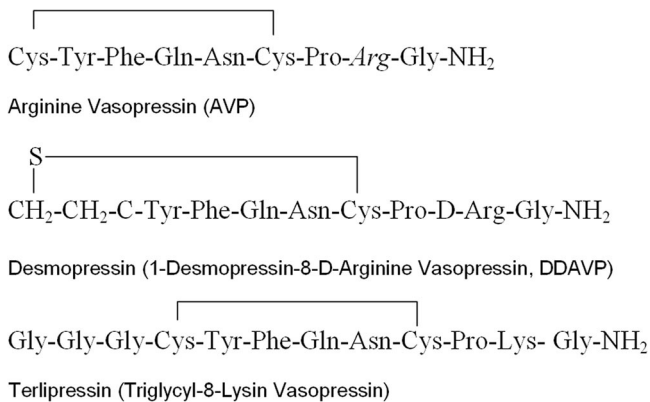 Cys-Tyr-Phe-Gln-Asn-Cys-Pro-Arg-Gly-NH₂
Arginine Vasopressin (AVP)
S
CH₂-CH₂-C-Tyr-Phe-Gln-Asn-Cys-Pro-D-Arg-Gly-NH₂
Desmopressin (1-Desmopressin-8-D-Arginine Vasopressin, DDAVP)
Gly-Gly-Gly-Cys-Tyr-Phe-Gln-Asn-Cys-Pro-Lys- Gly-NH₂
Terlipressin (Triglycyl-8-Lysin Vasopressin)